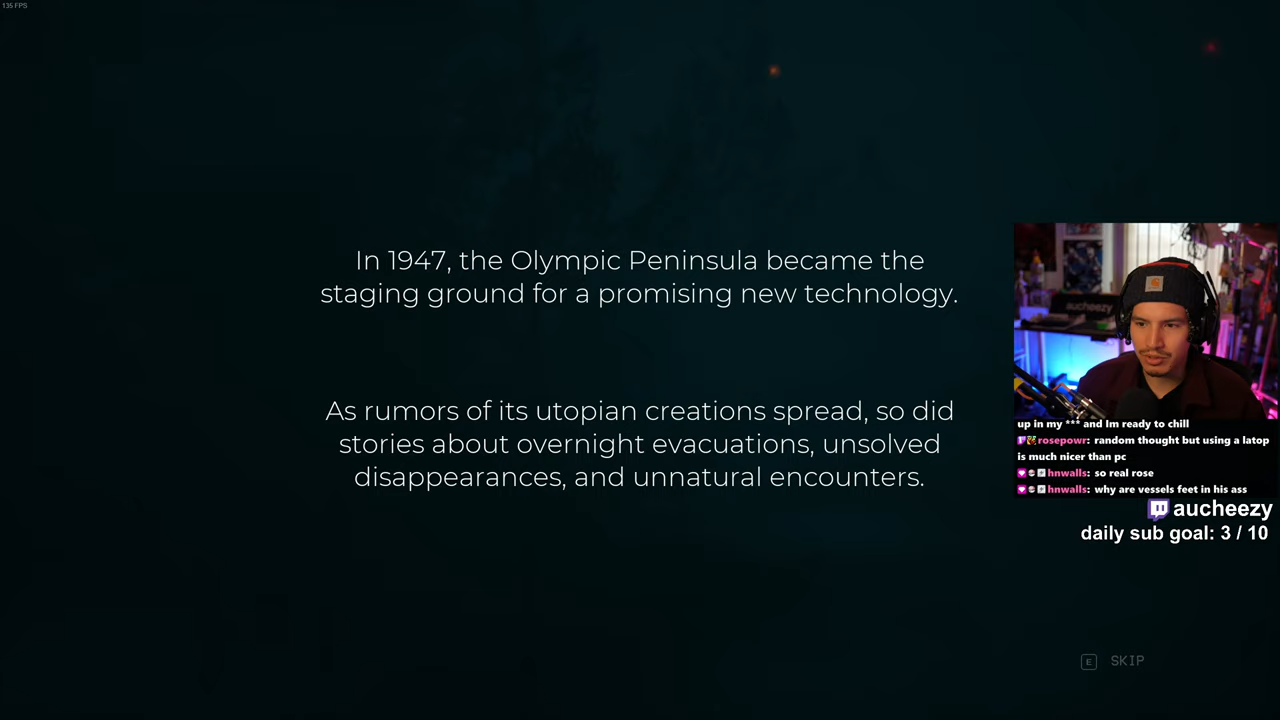 135 FPS
In 1947, the Olympic Peninsula became the
staging ground for a promising new technology.
As rumors of its utopian creations spread, so did
stories about overnight evacuations, unsolved
disappearances, and unnatural encounters.
aucheezy
up in my *** and Im ready to chill
rosepowr: random thought but using a latop
is much nicer than pc
hnwalls: so real rose
hnwalls: why are vessels feet in his ass
aucheezy
daily sub goal: 3 / 10
E SKIP